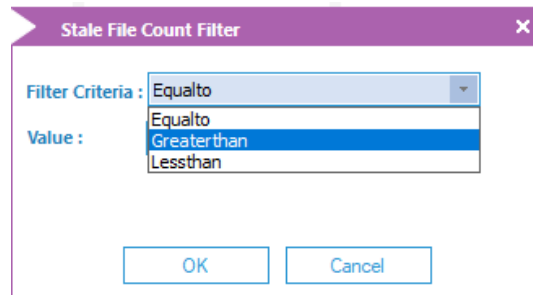 Stale File Count Filter
Filter Criteria : Equalto
Equalto
Value :
Greaterthan
Lessthan
OK Cancel